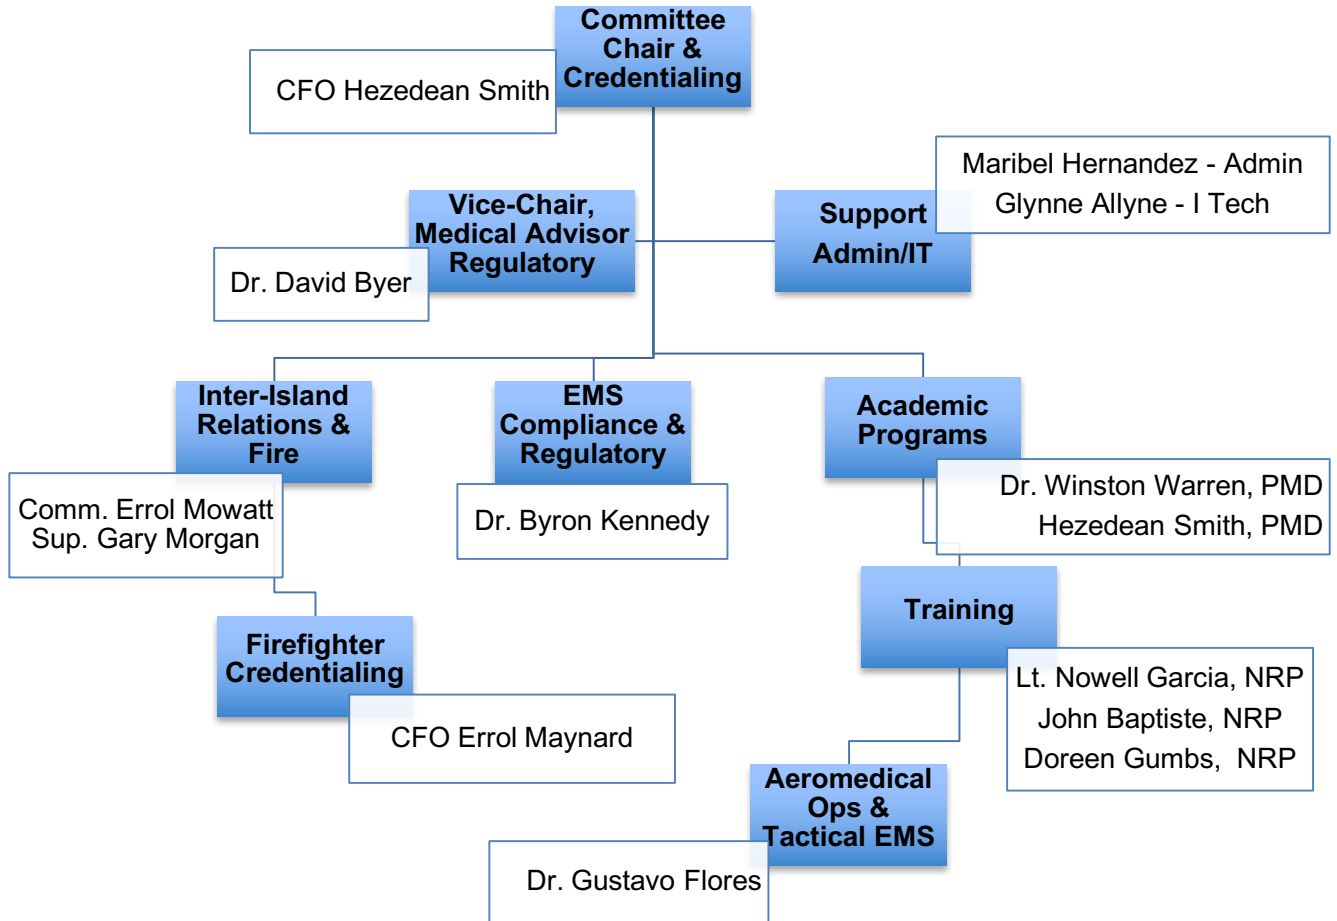 Committee
Chair &
Credentialing
CFO Hezedean Smith
Maribel Hernandez - Admin
Glynne Allyne - I Tech
Vice-Chair,
Medical Advisor
Regulatory
Support
Admin/IT
Dr. David Byer
Inter-Island
Relations &
Fire
EMS
Compliance &
Regulatory
Academic
Programs
Comm. Errol Mowatt
Sup. Gary Morgan
Dr. Byron Kennedy
Dr. Winston Warren, PMD
Hezedean Smith, PMD
Training
Firefighter
Credentialing
Lt. Nowell Garcia, NRP
John Baptiste, NRP
Doreen Gumbs,  NRP
CFO Errol Maynard
Aeromedical
Ops &
Tactical EMS
Dr. Gustavo Flores